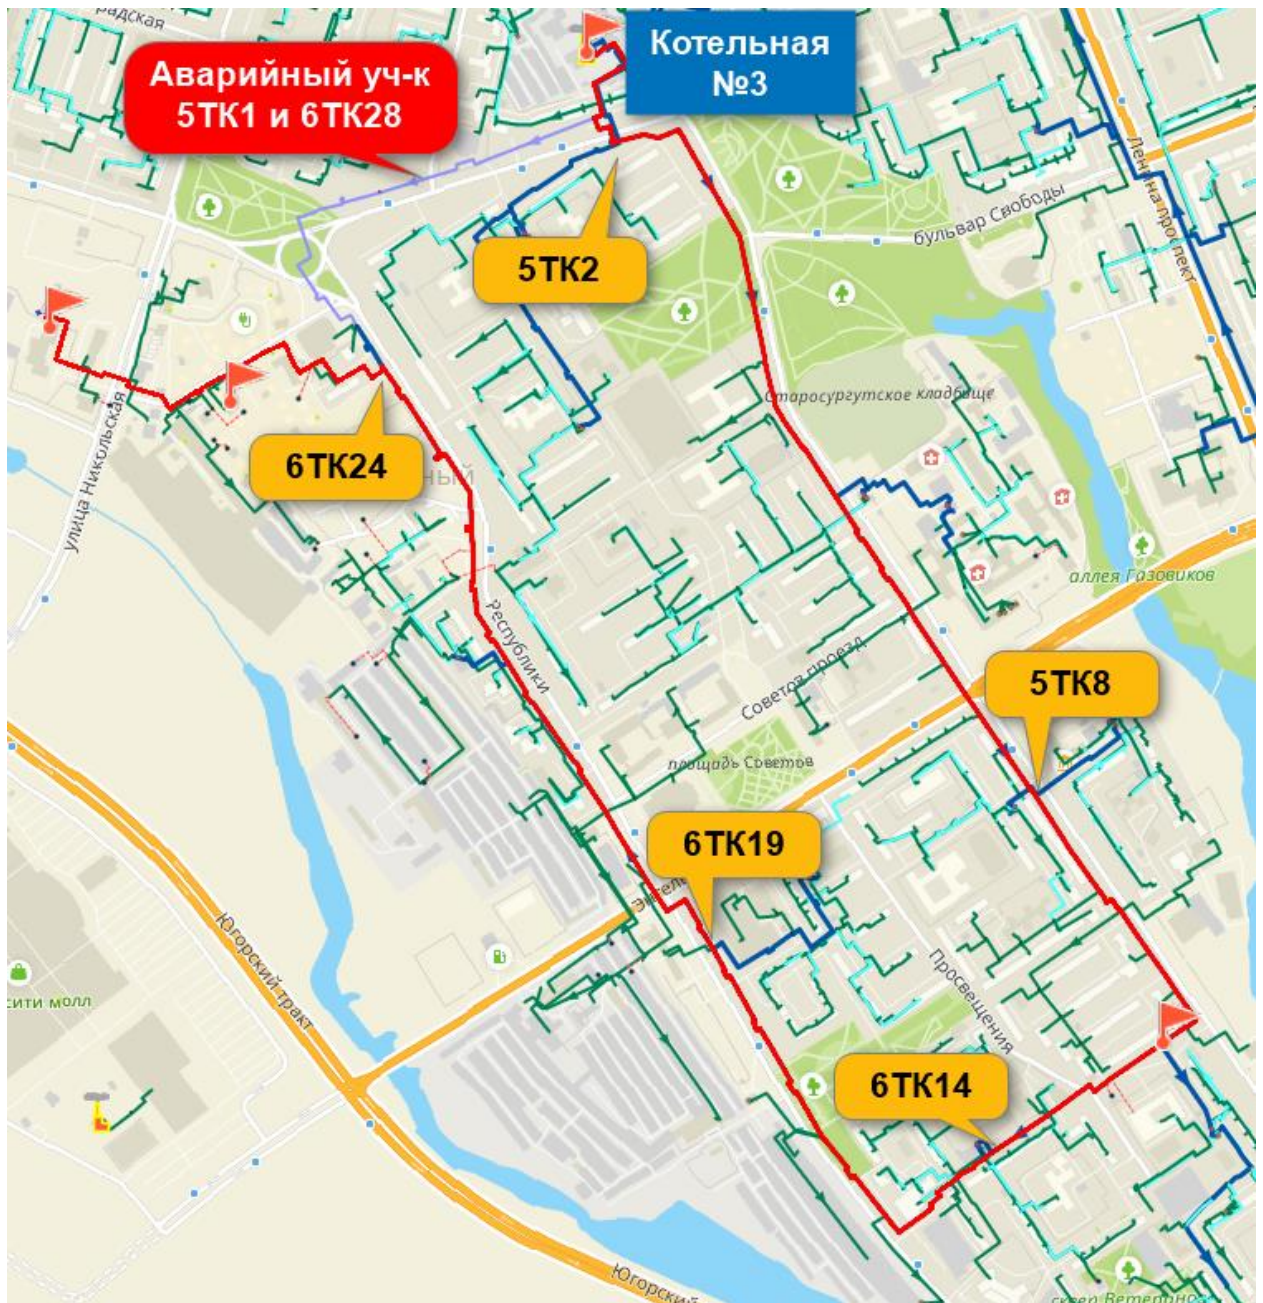 Котельная
№3
Аварийный уч-к
5ТК1 и 6ТК28
Ленина проспект
бульвар Свободы
5ТК2
Старосургутское кладбище
6ТК24
ный
улица Никольская
аллея Газовиков
Республики
Советов проезд
5ТК8
площадь Советов
6ТК19
Югорский тракт
сити молл
Просвещения
6ТК14
Югорский
сквер Ветеранов